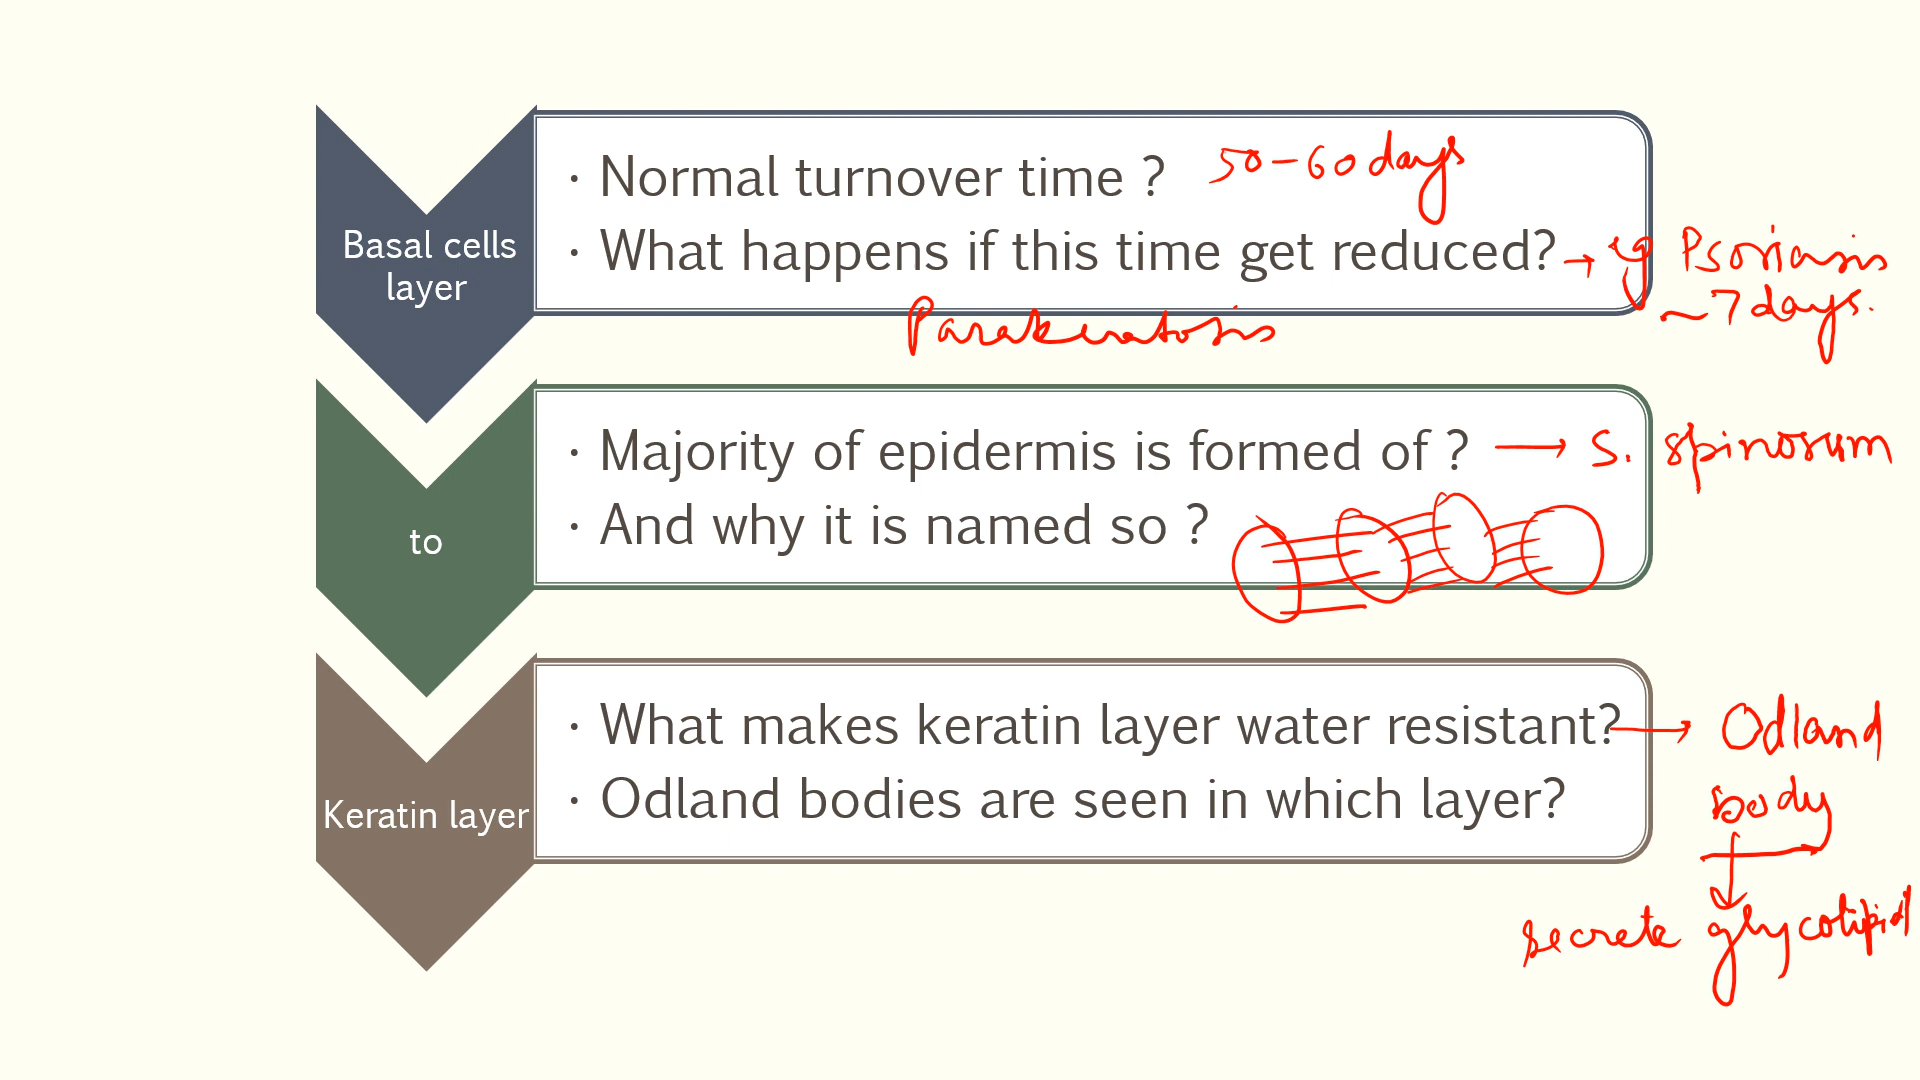 Basal cells
layer
· Normal turnover time ? 50-60 days
· What happens if this time get reduced? → eg Psoriasis
~7 days.
Parakeratosis
to
· Majority of epidermis is formed of ? → S. spinosum
· And why it is named so ?
Keratin layer
· What makes keratin layer water resistant? → Odland
body
· Odland bodies are seen in which layer?
secrete glycolipid